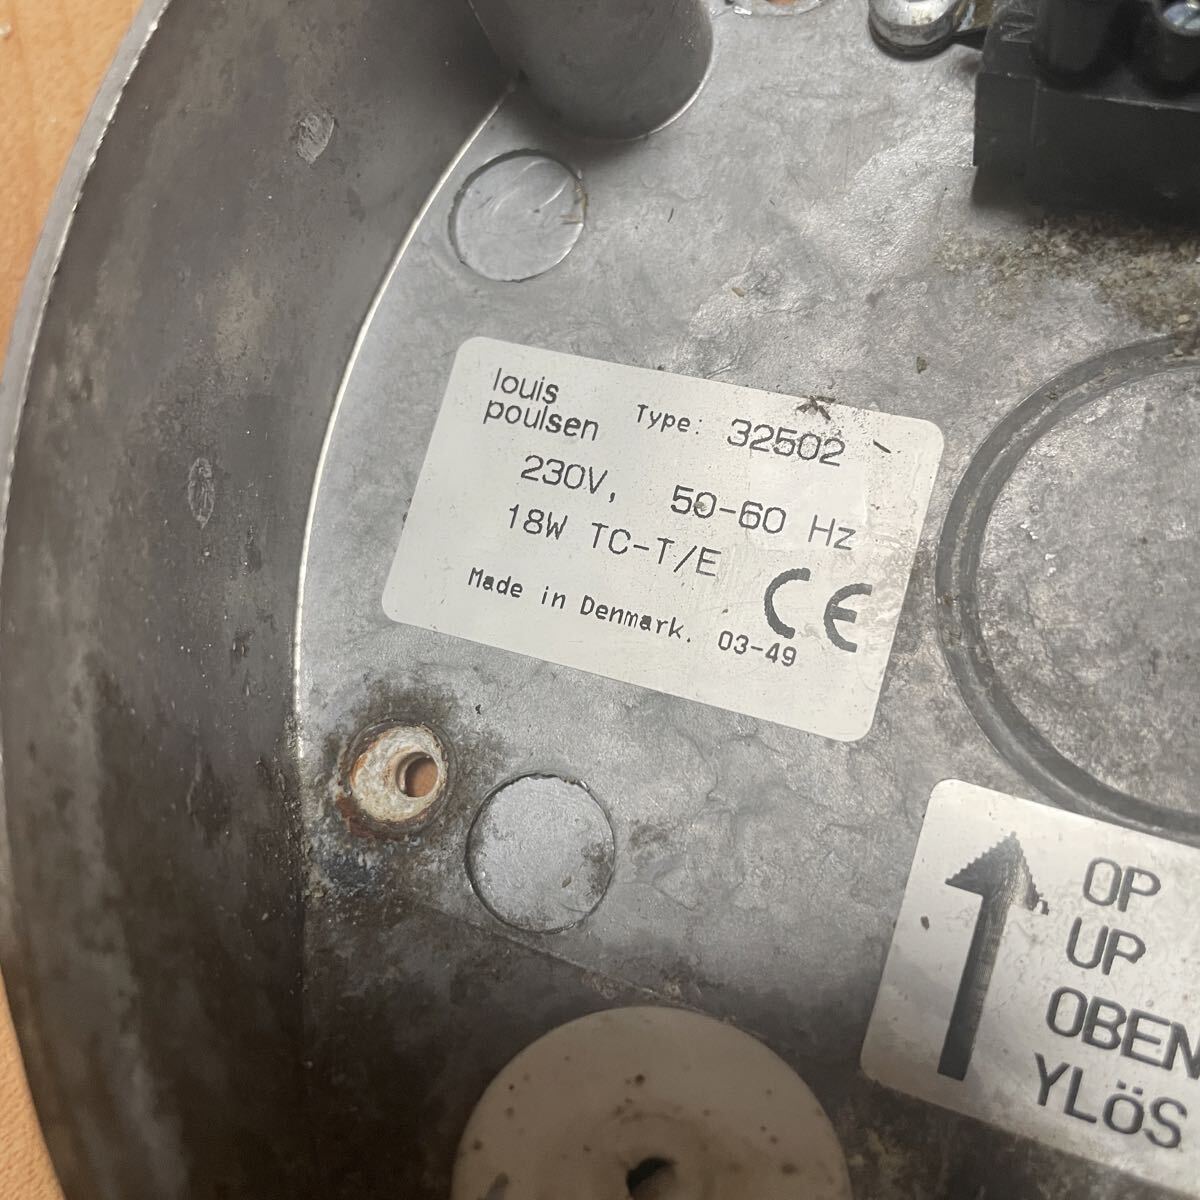 louis
poulsen
Type: 32502
230V, 50-60 Hz
18W TC-T/E
Made in Denmark. 03-49
CE
OP
UP
OBEN
YLöS
N